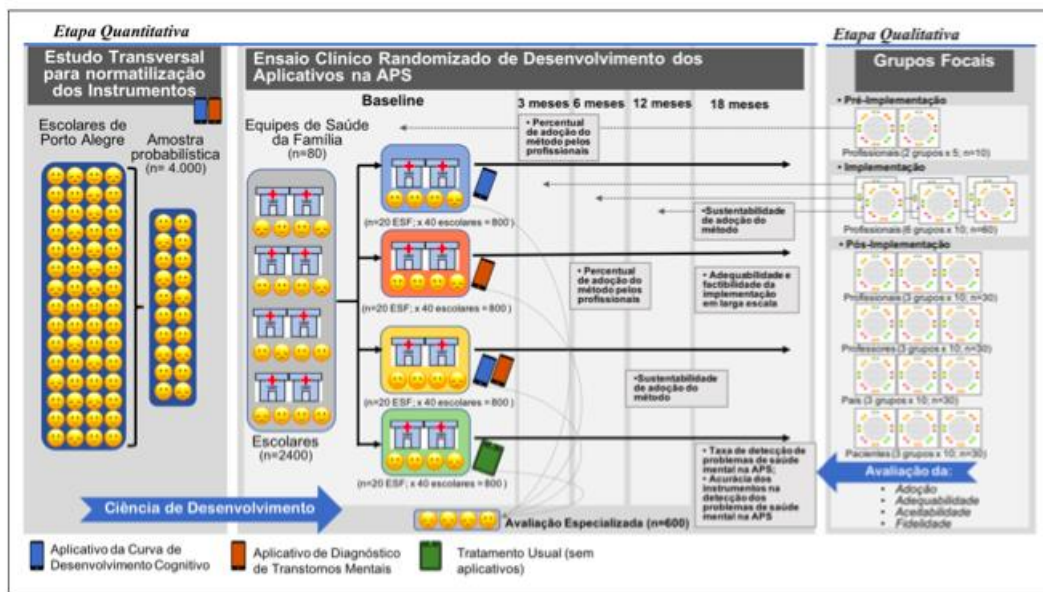 Etapa Quantitativa
Estudo Transversal
para normatilização
dos Instrumentos
Escolares de
Porto Alegre
Amostra
probabilística
(n= 4.000)
Ensaio Clínico Randomizado de Desenvolvimento dos
Aplicativos na APS
Baseline
3 meses
6 meses
12 meses
18 meses
Equipes de Saúde
da Família
(n=80)
Escolares
(n=2400)
(n=20 ESF; x 40 escolares = 800 )
(n=20 ESF; x 40 escolares = 800 )
(n=20 ESF; x 40 escolares = 800 )
(n=20 ESF; x 40 escolares = 800 )
• Percentual
de adoção do
método pelos
profissionais
•Sustentabilidade
de adoção do
método
• Percentual
de adoção do
método pelos
profissionais
• Adequabilidade e
factibilidade da
implementação
em larga escala
•Sustentabilidade
de adoção do
método
• Taxa de detecção de
problemas de saúde
mental na APS;
• Acurácia dos
instrumentos na
detecção dos
problemas de saúde
mental na APS
Ciência de Desenvolvimento
Avaliação Especializada (n=600)
Etapa Qualitativa
Grupos Focais
• Pré-Implementação
Profissionais (2 grupos x 5; n=10)
• Implementação
Profissionais (6 grupos x 10; n=60)
• Pós-Implementação
Profissionais (3 grupos x 10; n=30)
Professores (3 grupos x 10; n=30)
Pais (3 grupos x 10; n=30)
Pacientes (3 grupos x 10; n=30)
Avaliação da:
• Adoção
• Adequabilidade
• Aceitabilidade
• Fidelidade
Aplicativo da Curva de
Desenvolvimento Cognitivo
Aplicativo de Diagnóstico
de Transtornos Mentais
Tratamento Usual (sem
aplicativos)